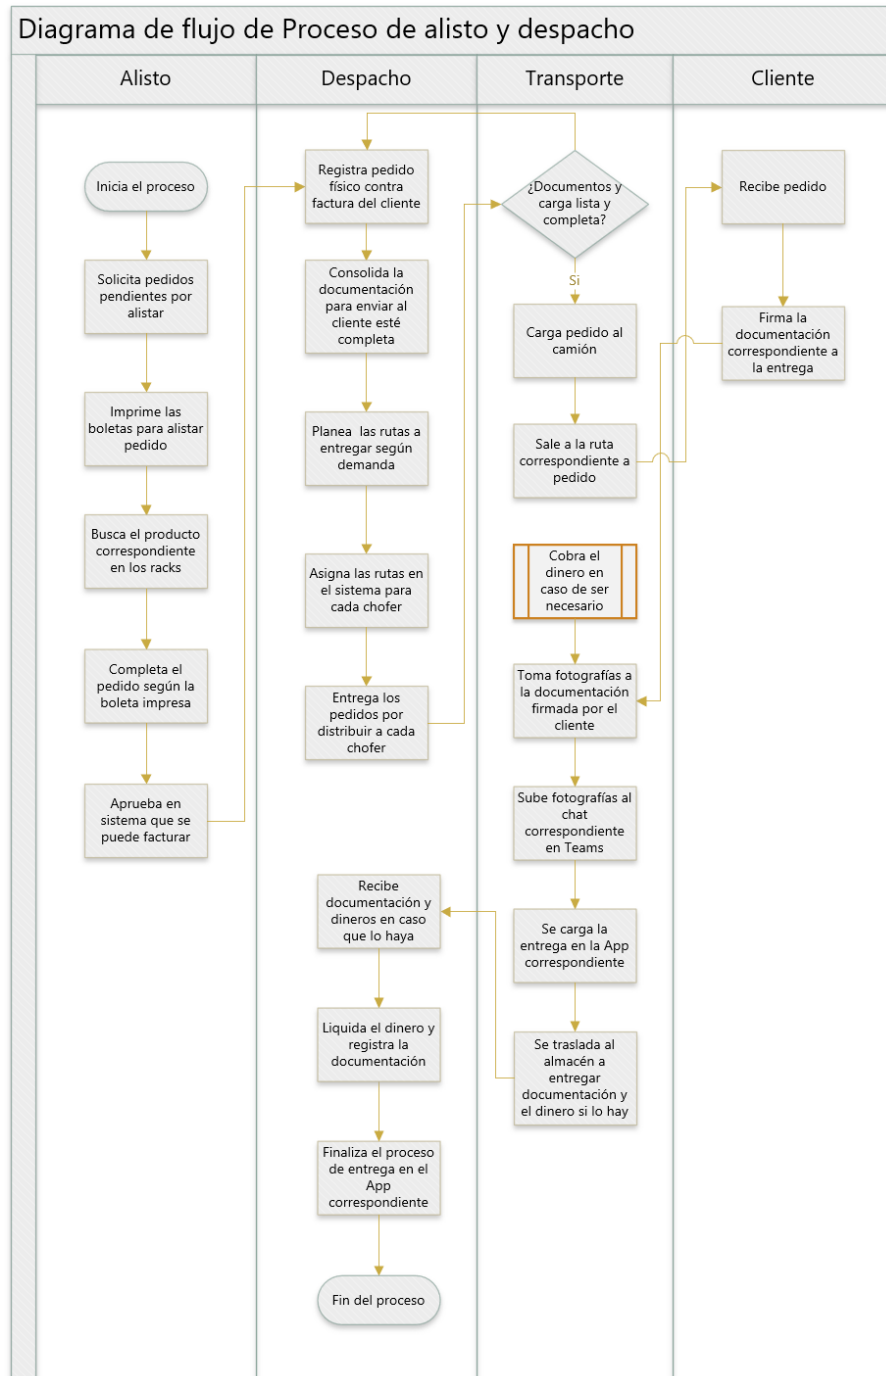 Diagrama de flujo de Proceso de alisto y despacho
Alisto
Despacho
Transporte
Cliente
Inicia el proceso
Solicita pedidos
pendientes por
alistar
Imprime las
boletas para alistar
pedido
Busca el producto
correspondiente
en los racks
Completa el
pedido según la
boleta impresa
Aprueba en
sistema que se
puede facturar
Registra pedido
físico contra
factura del cliente
Consolida la
documentación
para enviar al
cliente esté
completa
Planea las rutas a
entregar según
demanda
Asigna las rutas en
el sistema para
cada chofer
Entrega los
pedidos por
distribuir a cada
chofer
¿Documentos y
carga lista y
completa?
Si
Carga pedido al
camión
Sale a la ruta
correspondiente a
pedido
Recibe pedido
Firma la
documentación
correspondiente a
la entrega
Cobra el
dinero en
caso de ser
necesario
Toma fotografías a
la documentación
firmada por el
cliente
Sube fotografías al
chat
correspondiente
en Teams
Se carga la
entrega en la App
correspondiente
Se traslada al
almacén a
entregar
documentación y
el dinero si lo hay
Recibe
documentación y
dineros en caso
que lo haya
Liquida el dinero y
registra la
documentación
Finaliza el proceso
de entrega en el
App
correspondiente
Fin del proceso